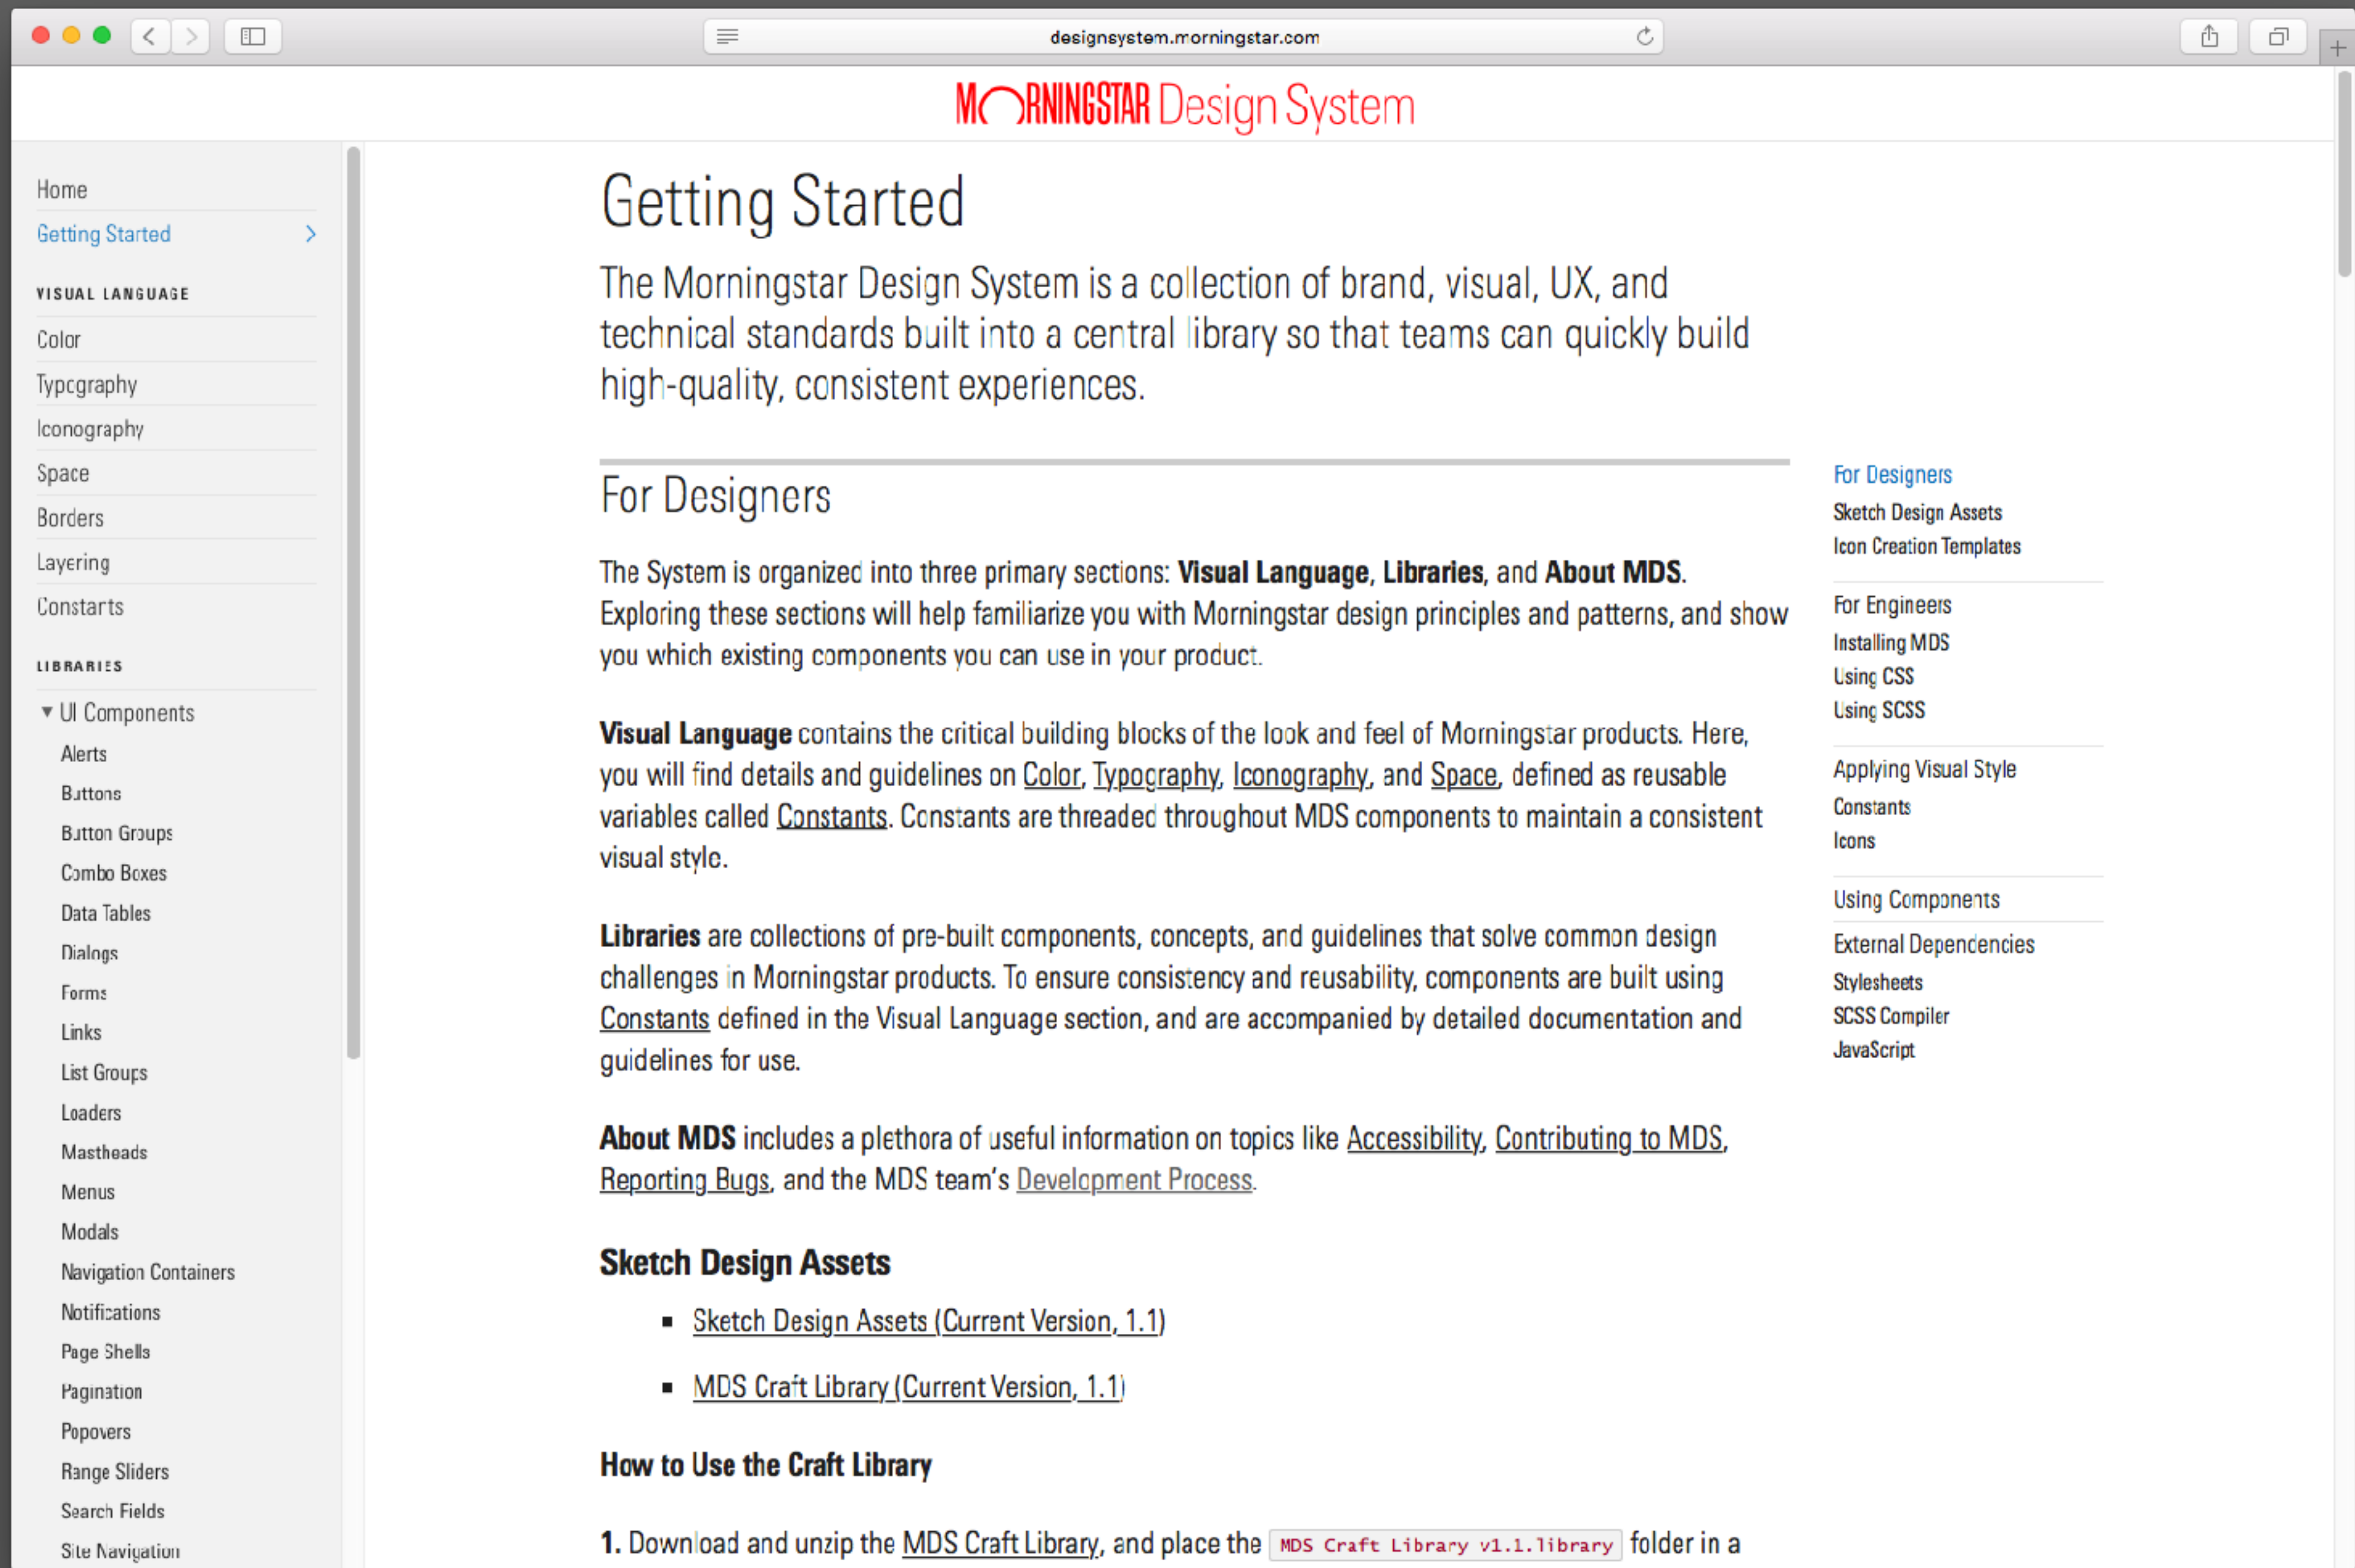 designsystem.morningstar.com
MORNINGSTAR Design System
Home
Getting Started
VISUAL LANGUAGE
Color
Typography
Iconography
Space
Borders
Layering
Constants
LIBRARIES
UI Components
Alerts
Buttons
Button Groups
Combo Boxes
Data Tables
Dialogs
Forms
Links
List Groups
Loaders
Mastheads
Menus
Modals
Navigation Containers
Notifications
Page Shells
Pagination
Popovers
Range Sliders
Search Fields
Site Navigation
Getting Started
The Morningstar Design System is a collection of brand, visual, UX, and
technical standards built into a central library so that teams can quickly build
high-quality, consistent experiences.
For Designers
The System is organized into three primary sections: Visual Language, Libraries, and About MDS.
Exploring these sections will help familiarize you with Morningstar design principles and patterns, and show
you which existing components you can use in your product.
Visual Language contains the critical building blocks of the look and feel of Morningstar products. Here,
you will find details and guidelines on Color, Typography, Iconography, and Space, defined as reusable
variables called Constants. Constants are threaded throughout MDS components to maintain a consistent
visual style.
Libraries are collections of pre-built components, concepts, and guidelines that solve common design
challenges in Morningstar products. To ensure consistency and reusability, components are built using
Constants defined in the Visual Language section, and are accompanied by detailed documentation and
guidelines for use.
About MDS includes a plethora of useful information on topics like Accessibility, Contributing to MDS,
Reporting Bugs, and the MDS team's Development Process.
Sketch Design Assets
▪ Sketch Design Assets (Current Version, 1.1)
▪ MDS Craft Library (Current Version, 1.1)
How to Use the Craft Library
1. Download and unzip the MDS Craft Library, and place the MDS Craft Library v1.1.library folder in a
For Designers
Sketch Design Assets
Icon Creation Templates
For Engineers
Installing MDS
Using CSS
Using SCSS
Applying Visual Style
Constants
Icons
Using Components
External Dependencies
Stylesheets
SCSS Compiler
JavaScript